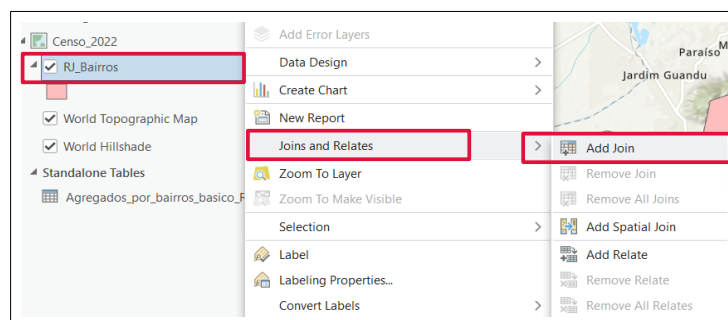 Censo_2022
RJ_Bairros
World Topographic Map
World Hillshade
Standalone Tables
Agregados_por_bairros_basico_F
Add Error Layers
Data Design
Create Chart
New Report
Joins and Relates
Zoom To Layer
Zoom To Make Visible
Selection
Label
Labeling Properties...
Convert Labels
Add Join
Remove Join
Remove All Joins
Add Spatial Join
Add Relate
Remove Relate
Remove All Relates
Paraíso
Jardim Guandu